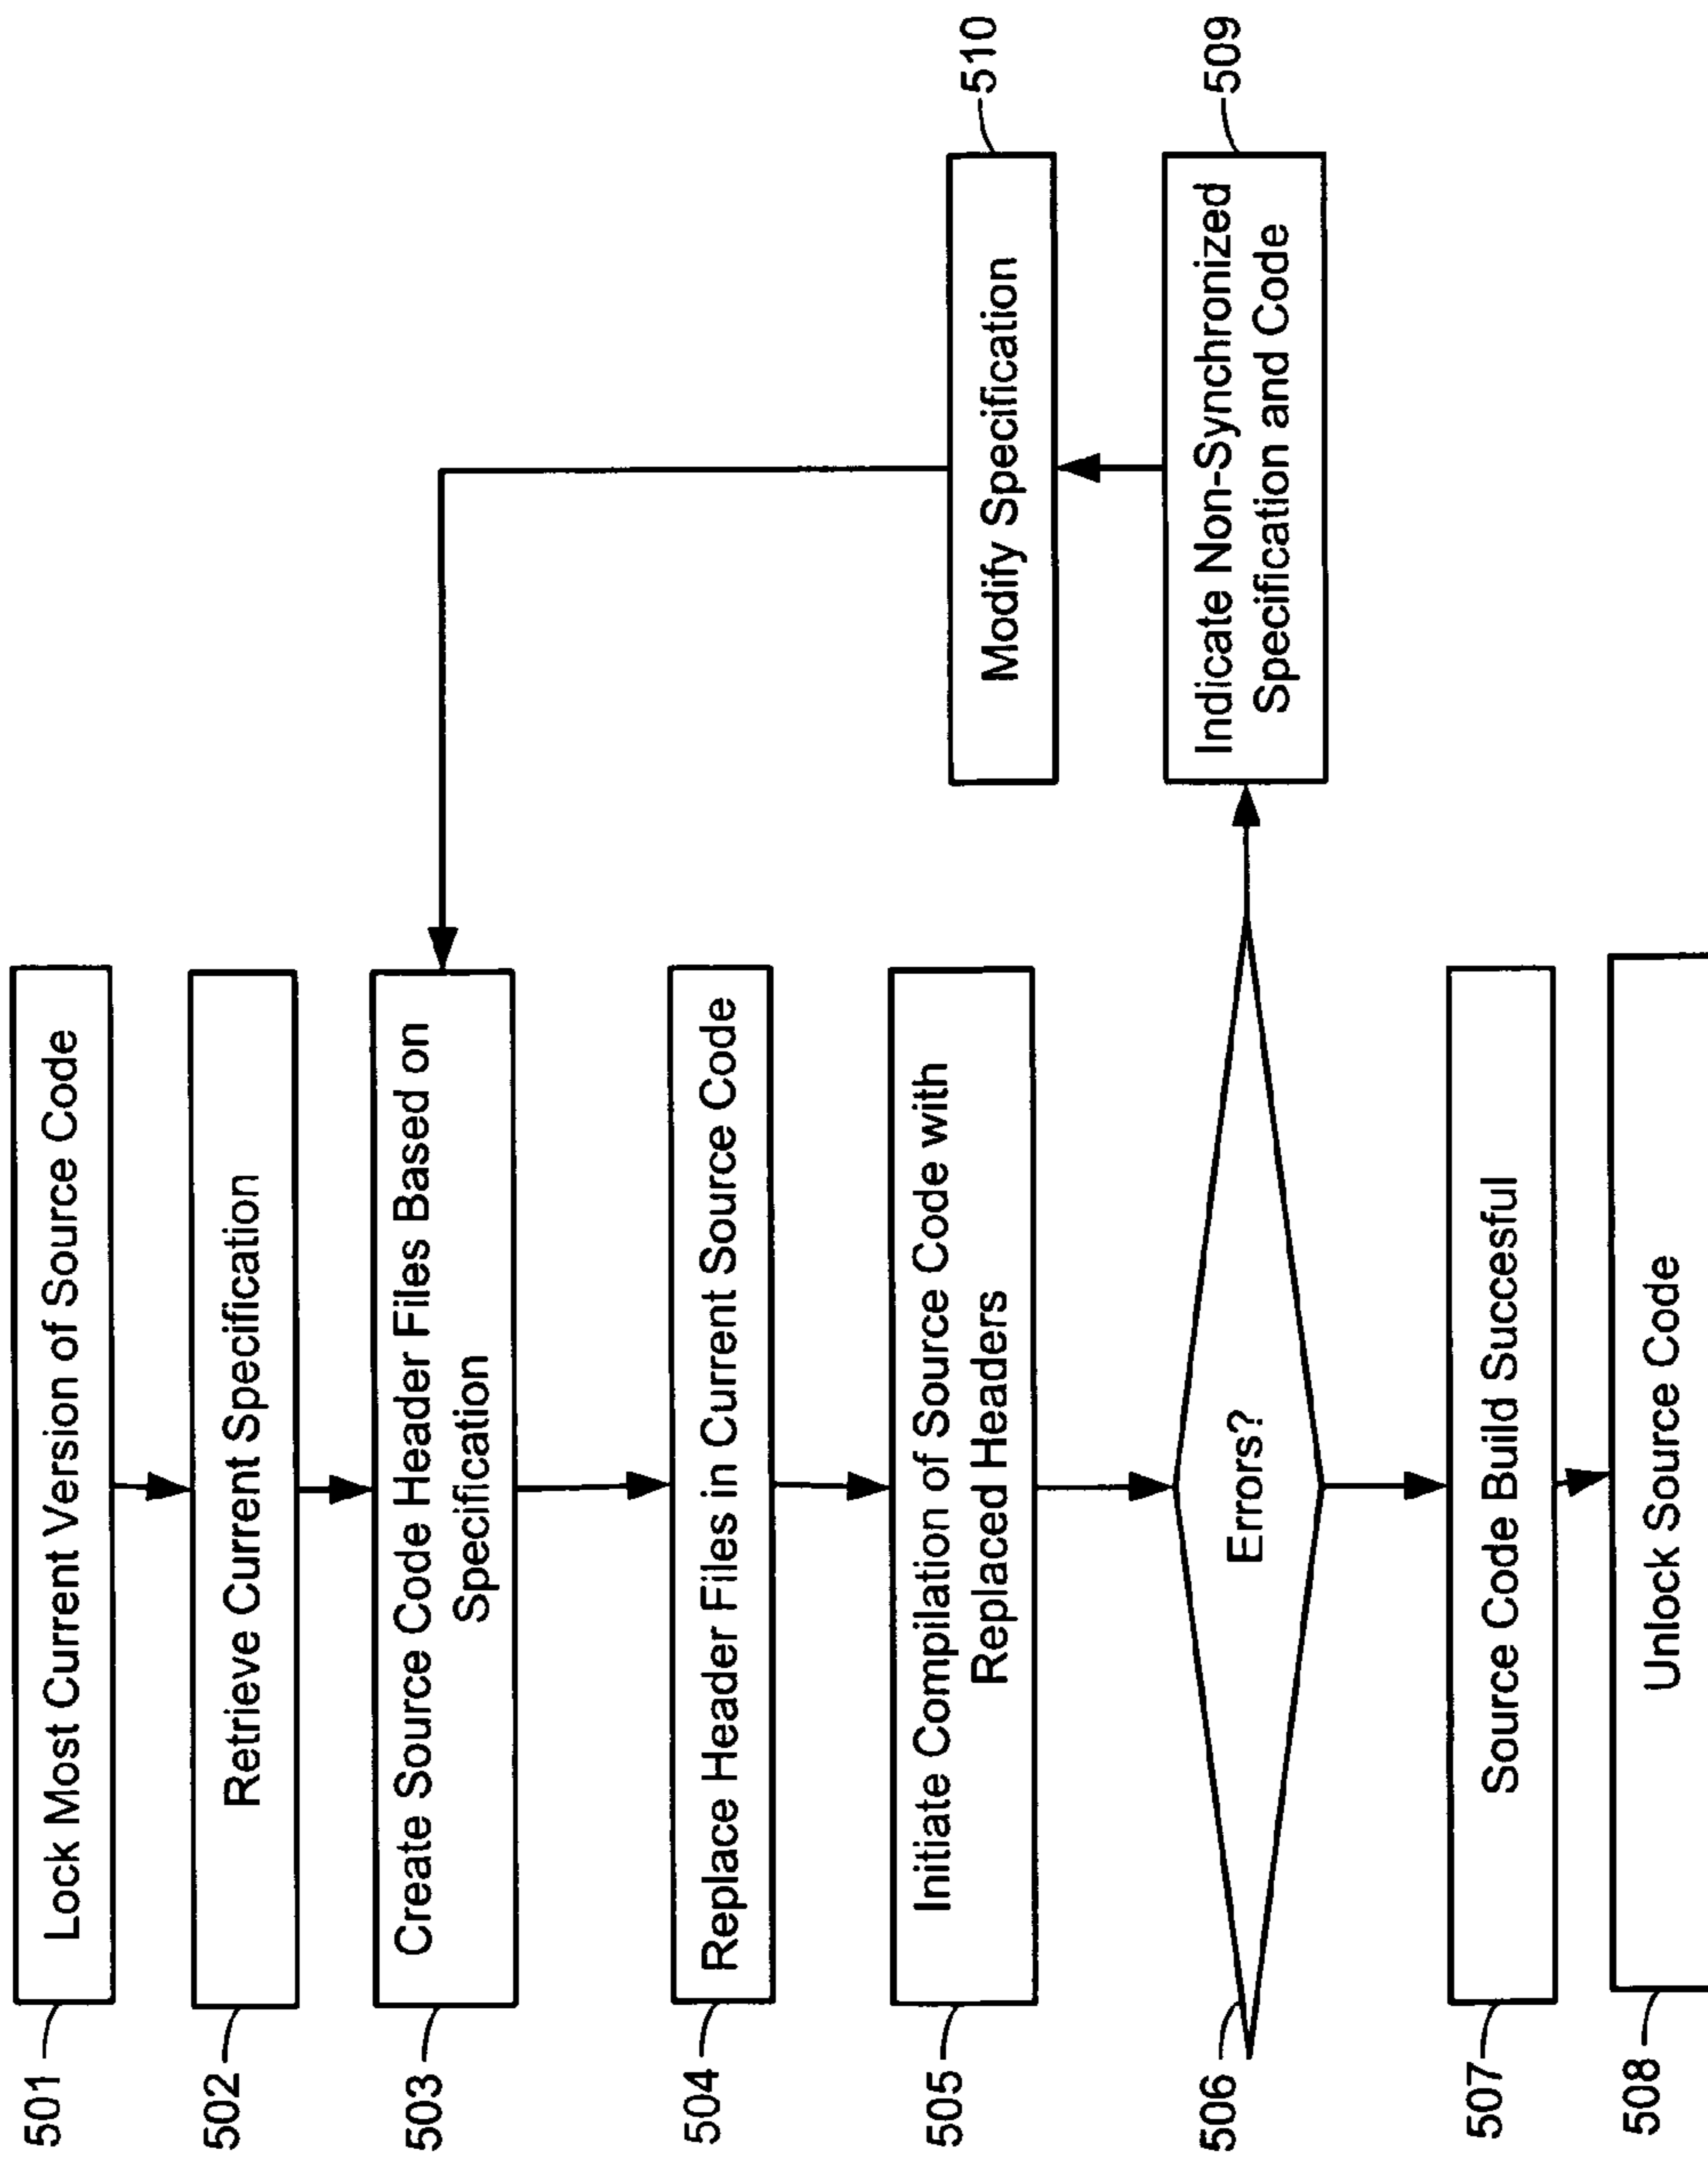 501
Lock Most Current Version of Source Code
502
Retrieve Current Specification
503
Create Source Code Header Files Based on
Specification
504
Replace Header Files in Current Source Code
505
Initiate Compilation of Source Code with
Replaced Headers
506
Errors?
507
Source Code Build Succesful
508
Unlock Source Code
510
Modify Specification
509
Indicate Non-Synchronized
Specification and Code